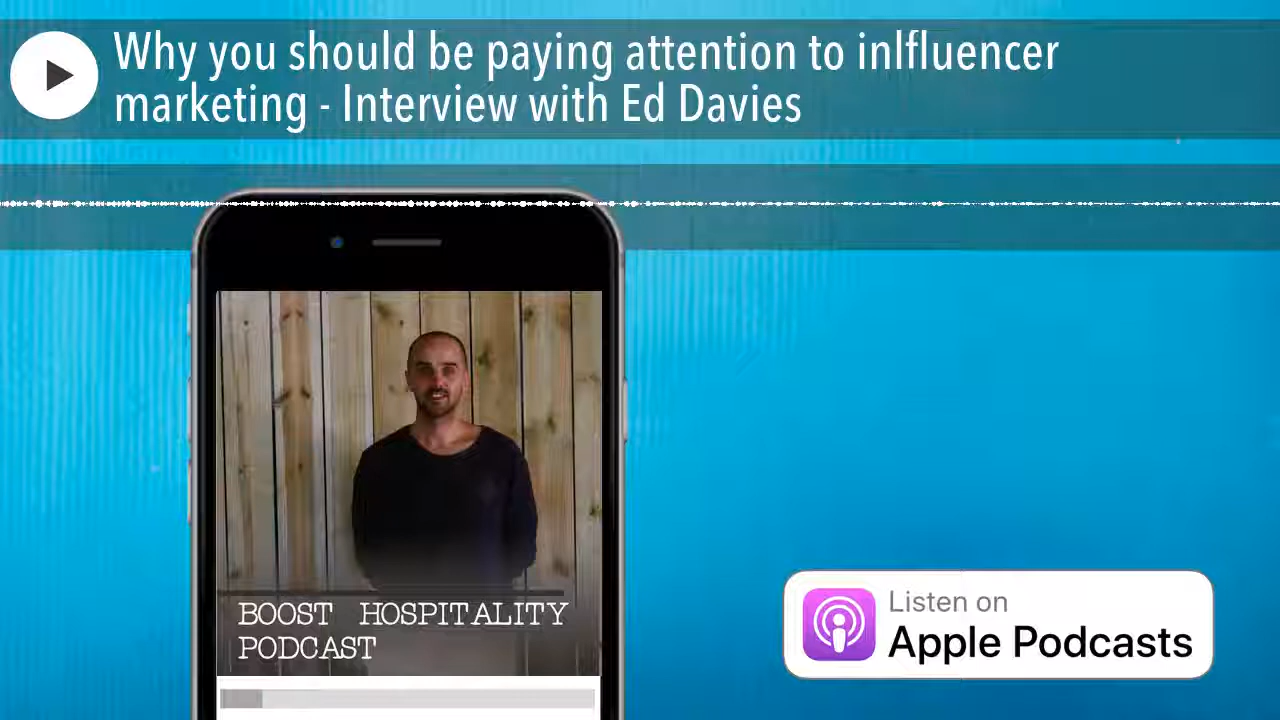 Why you should be paying attention to inlfluencer
marketing - Interview with Ed Davies
BOOST HOSPITALITY
PODCAST
Listen on
Apple Podcasts